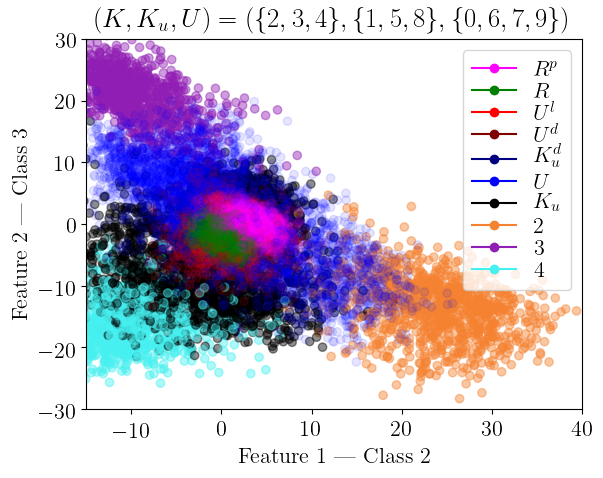 (K, K_u, U) = ({2, 3, 4}, {1, 5, 8}, {0, 6, 7, 9})
30
20
10
0
−10
−20
−30
Feature 2 — Class 3
R^p
R
U^l
U^d
K_u^d
U
K_u
2
3
4
−10
0
10
20
30
40
Feature 1 — Class 2